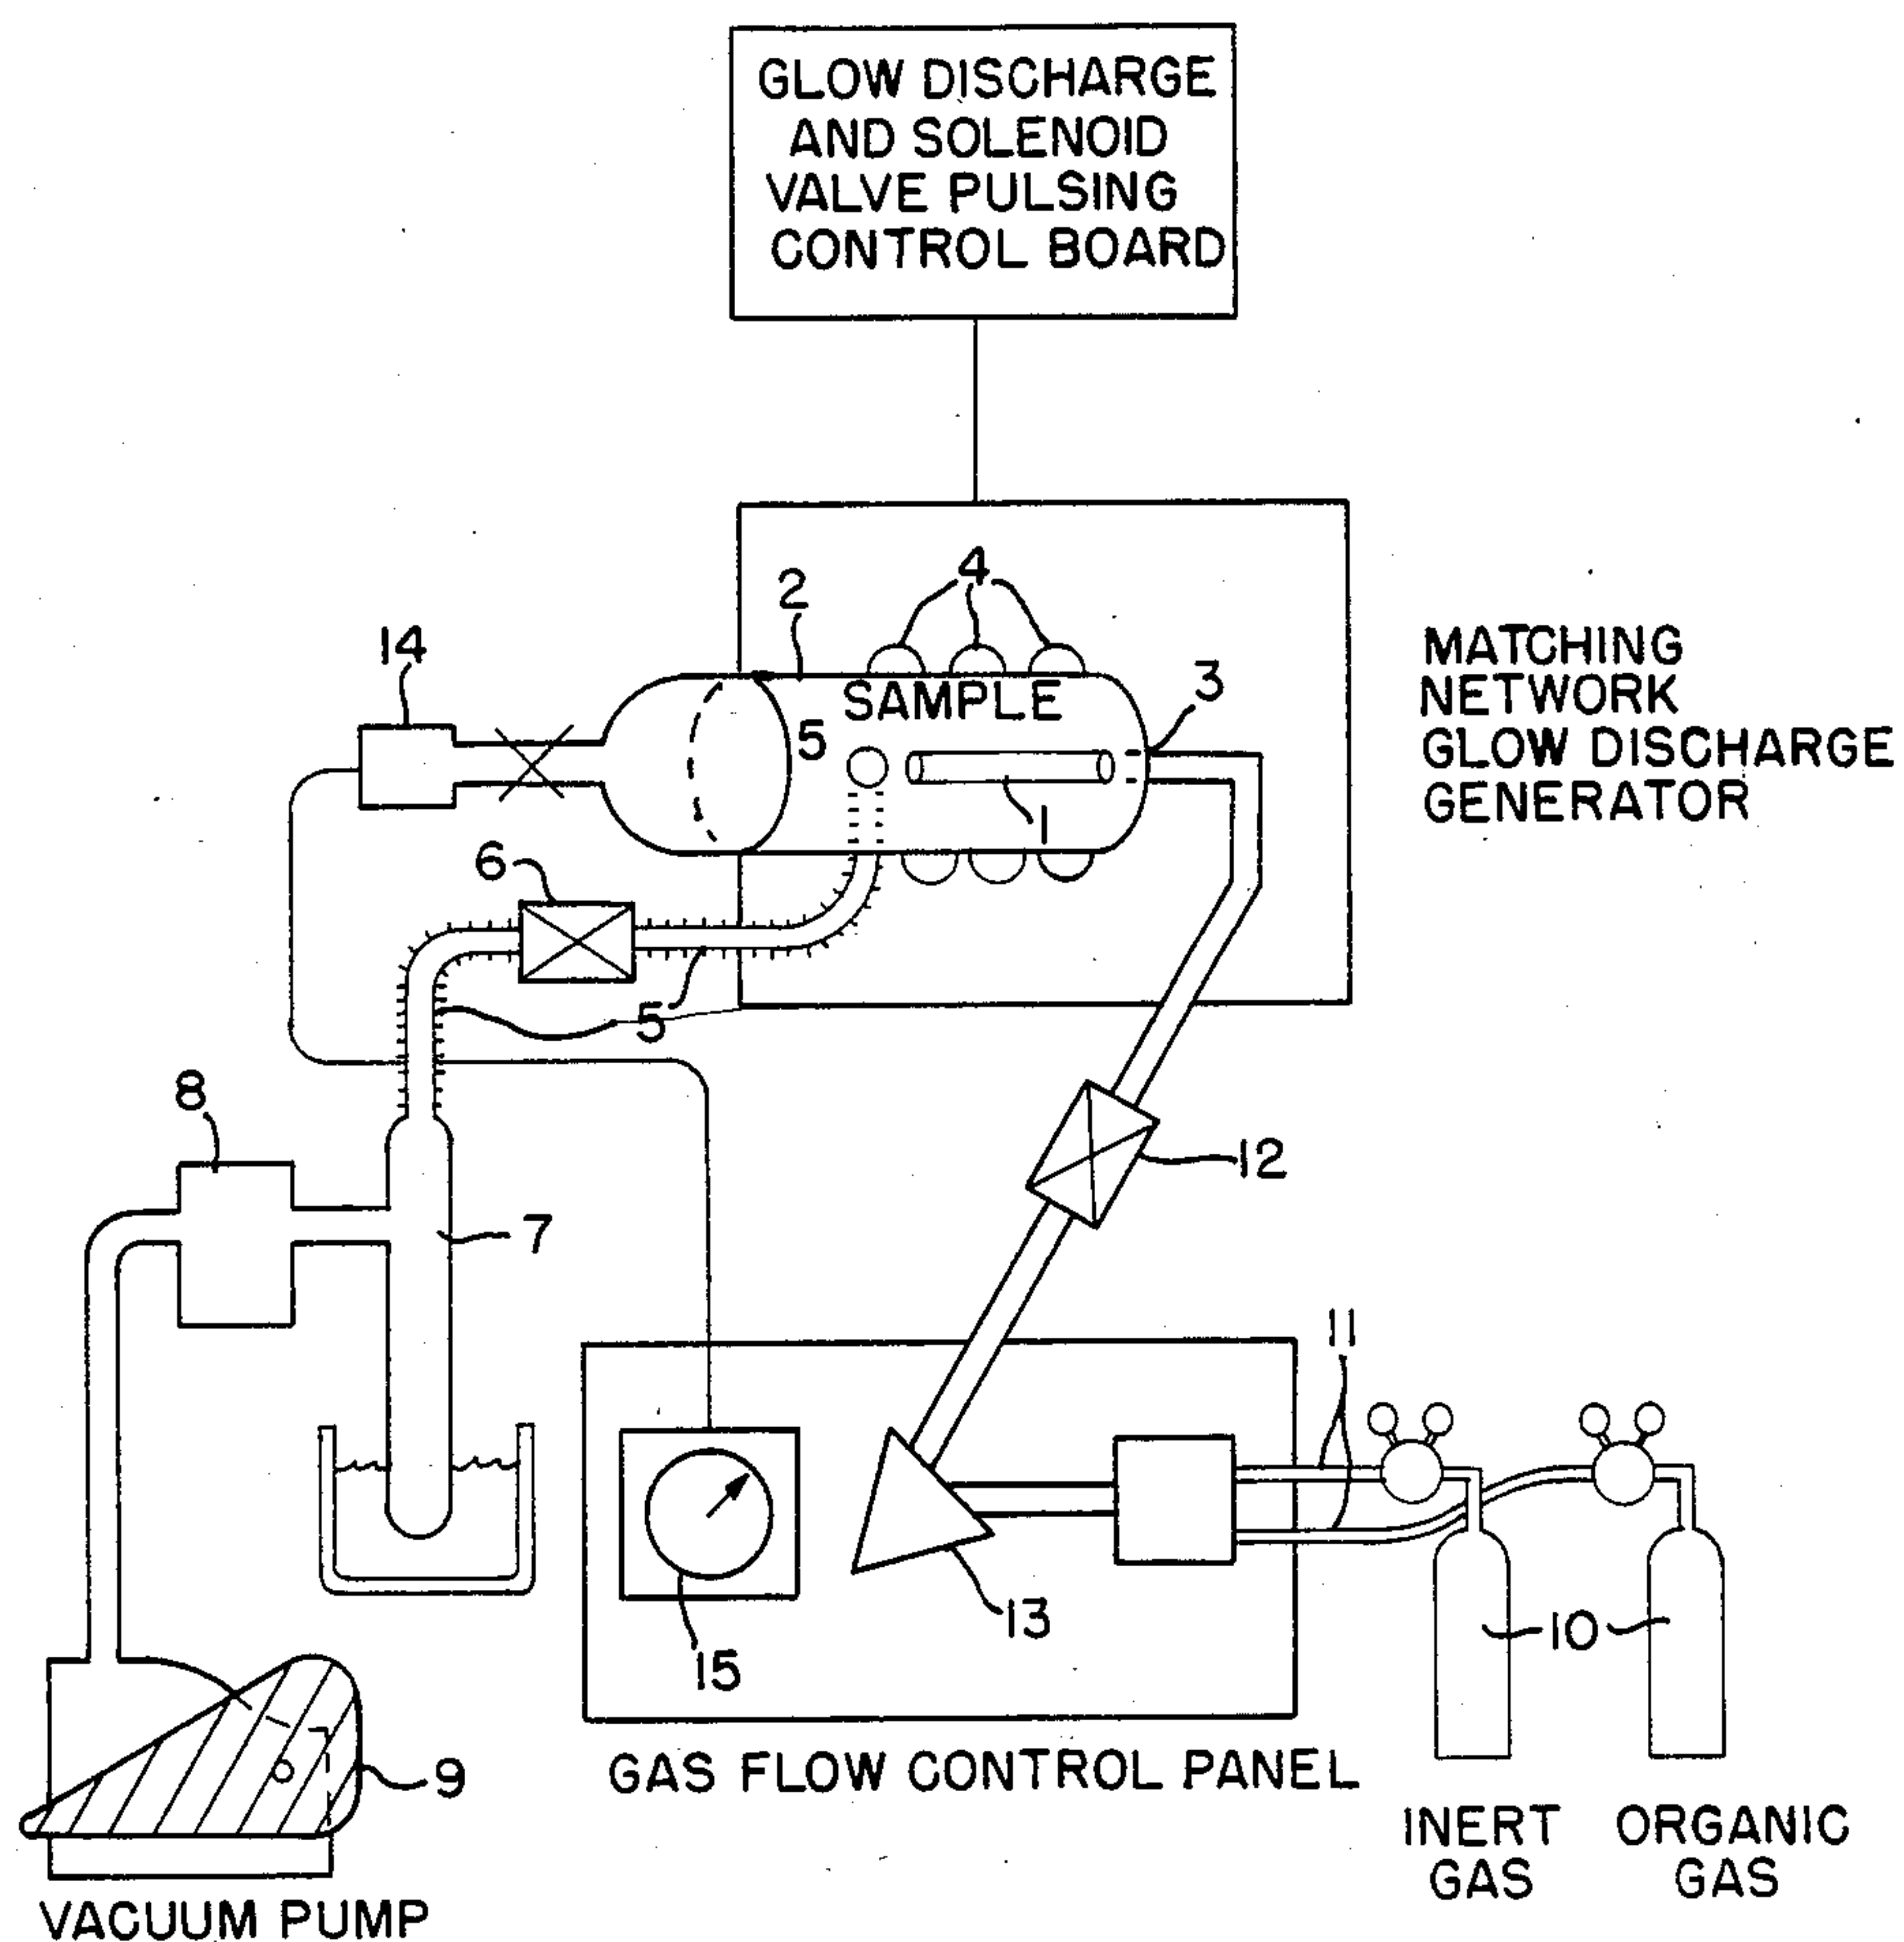 GLOW DISCHARGE
AND SOLENOID
VALVE PULSING
CONTROL BOARD
4
2
14
3
MATCHING
NETWORK
GLOW DISCHARGE
GENERATOR
SAMPLE
5
1
6
5
8
12
7
11
13
10
15
9
GAS FLOW CONTROL PANEL
INERT
GAS
ORGANIC
GAS
VACUUM PUMP